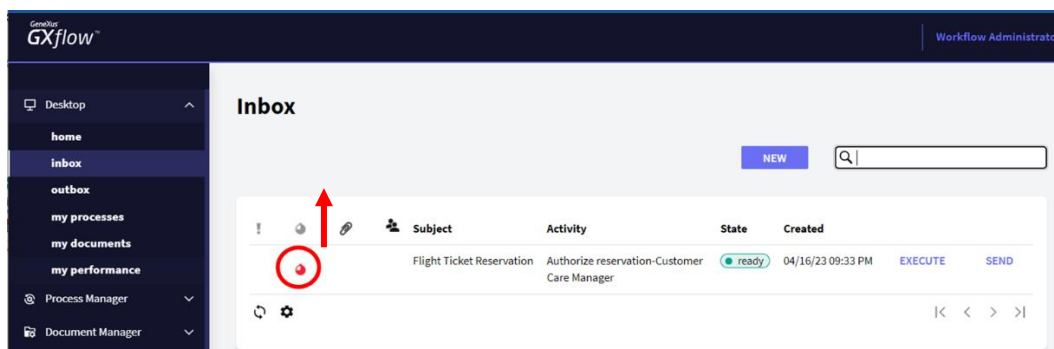 GeneXus
GXflow™
Workflow Administrato
Desktop
home
inbox
outbox
my processes
my documents
my performance
Process Manager
Document Manager
Inbox
NEW
! Subject Activity State Created
Flight Ticket Reservation Authorize reservation-Customer ready 04/16/23 09:33 PM EXECUTE SEND
Care Manager